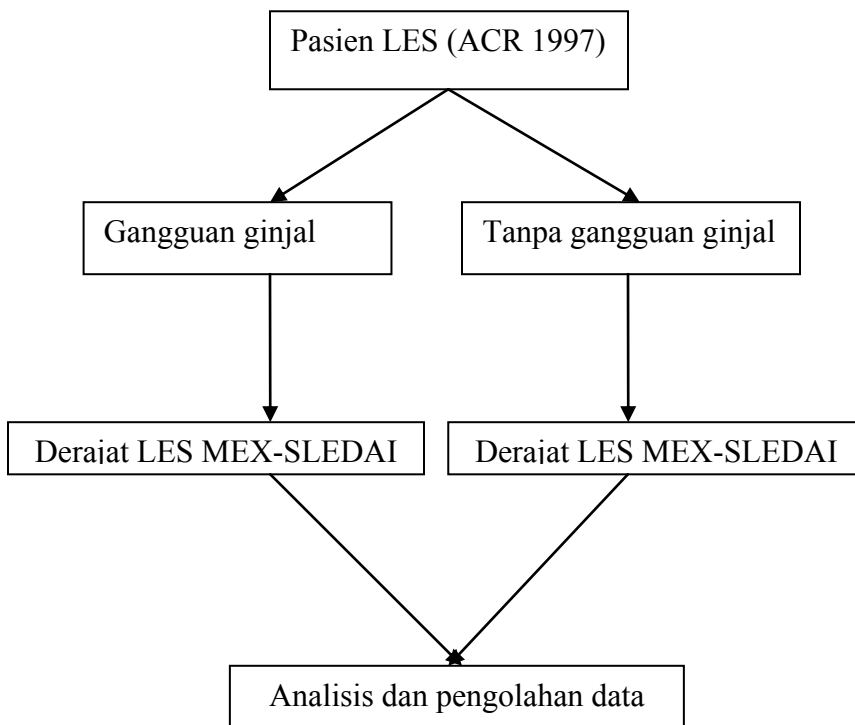 Pasien LES (ACR 1997)
Gangguan ginjal
Tanpa gangguan ginjal
Derajat LES MEX-SLEDAI
Derajat LES MEX-SLEDAI
Analisis dan pengolahan data